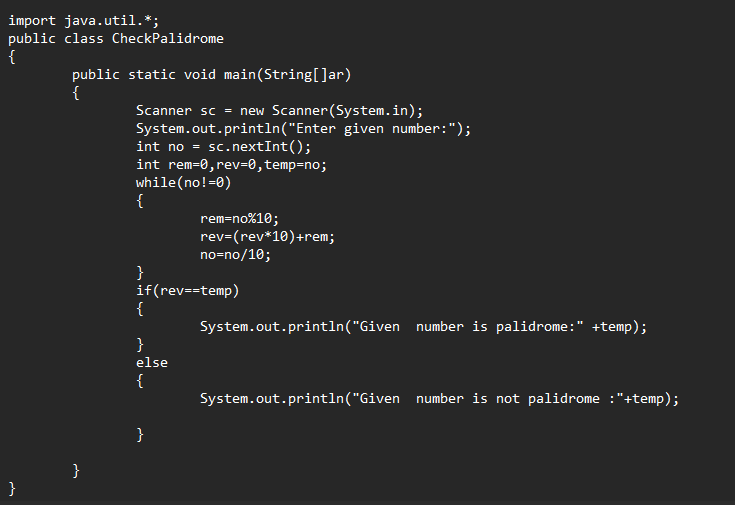 import java.util.*;
public class CheckPalidrome
{
        public static void main(String[]ar)
        {
                Scanner sc = new Scanner(System.in);
                System.out.println("Enter given number:");
                int no = sc.nextInt();
                int rem=0,rev=0,temp=no;
                while(no!=0)
                {
                        rem=no%10;
                        rev=(rev*10)+rem;
                        no=no/10;
                }
                if(rev==temp)
                {
                        System.out.println("Given  number is palidrome:" +temp);
                }
                else
                {
                        System.out.println("Given  number is not palidrome :"+temp);
                }
        }
}